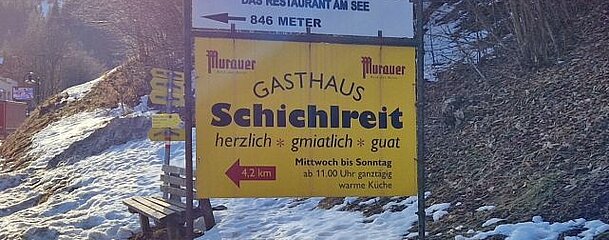 DAS RESTAURANT AM SEE
846 METER
Murauer Murauer
GASTHAUS
Schichlreit
herzlich * gmiatlich * guat
Mittwoch bis Sonntag
4,2 km ab 11.00 Uhr ganztägig
warme Küche